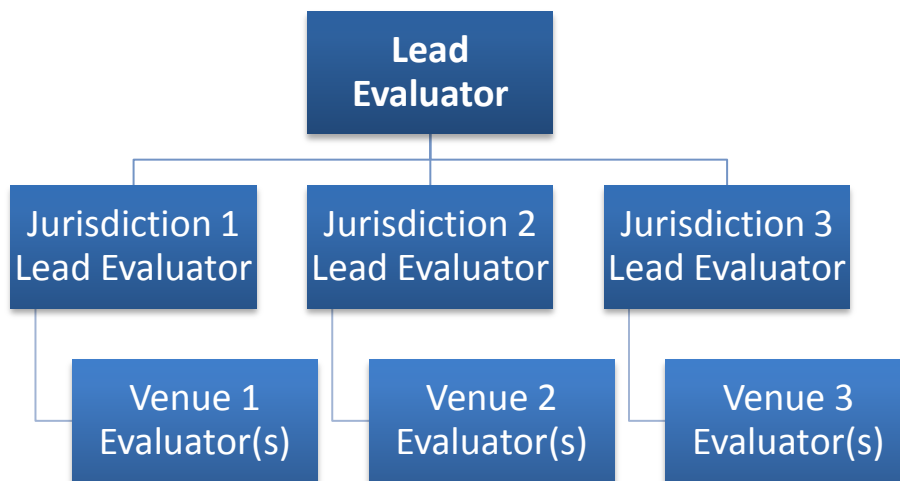 Lead
Evaluator
Jurisdiction 1
Lead Evaluator
Jurisdiction 2
Lead Evaluator
Jurisdiction 3
Lead Evaluator
Venue 1
Evaluator(s)
Venue 2
Evaluator(s)
Venue 3
Evaluator(s)